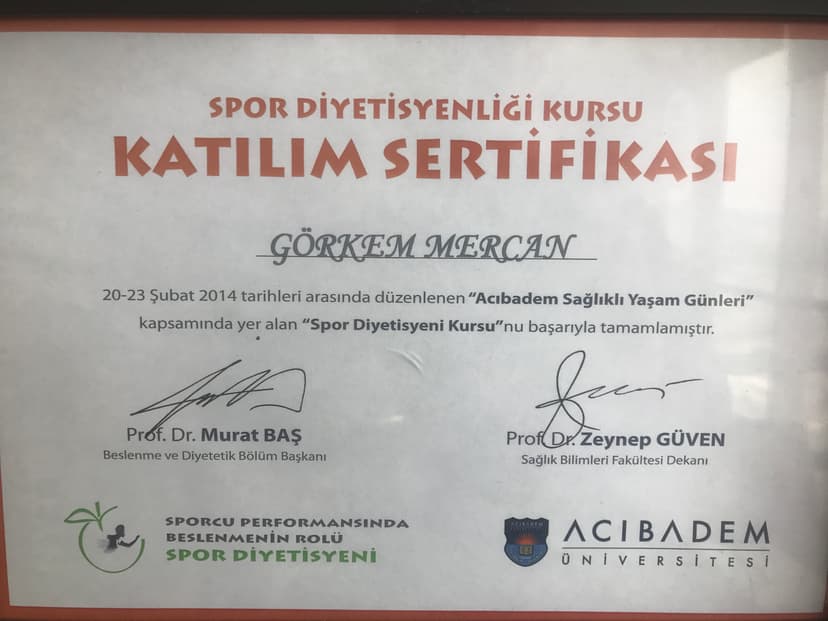 SPOR DİYETİSYENLİĞİ KURSU
KATILIM SERTİFİKASI
GÖRKEM MERCAN
20-23 Şubat 2014 tarihleri arasında düzenlenen “Acıbadem Sağlıklı Yaşam Günleri”
kapsamında yer alan “Spor Diyetisyeni Kursu”nu başarıyla tamamlamıştır.
Prof. Dr. Murat BAŞ
Beslenme ve Diyetetik Bölüm Başkanı
Prof. Dr. Zeynep GÜVEN
Sağlık Bilimleri Fakültesi Dekanı
SPORCU PERFORMANSINDA
BESLENMENİN ROLÜ
SPOR DİYETİSYENİ
ACIBADEM
ACIBADEM
ÜNİVERSİTESİ